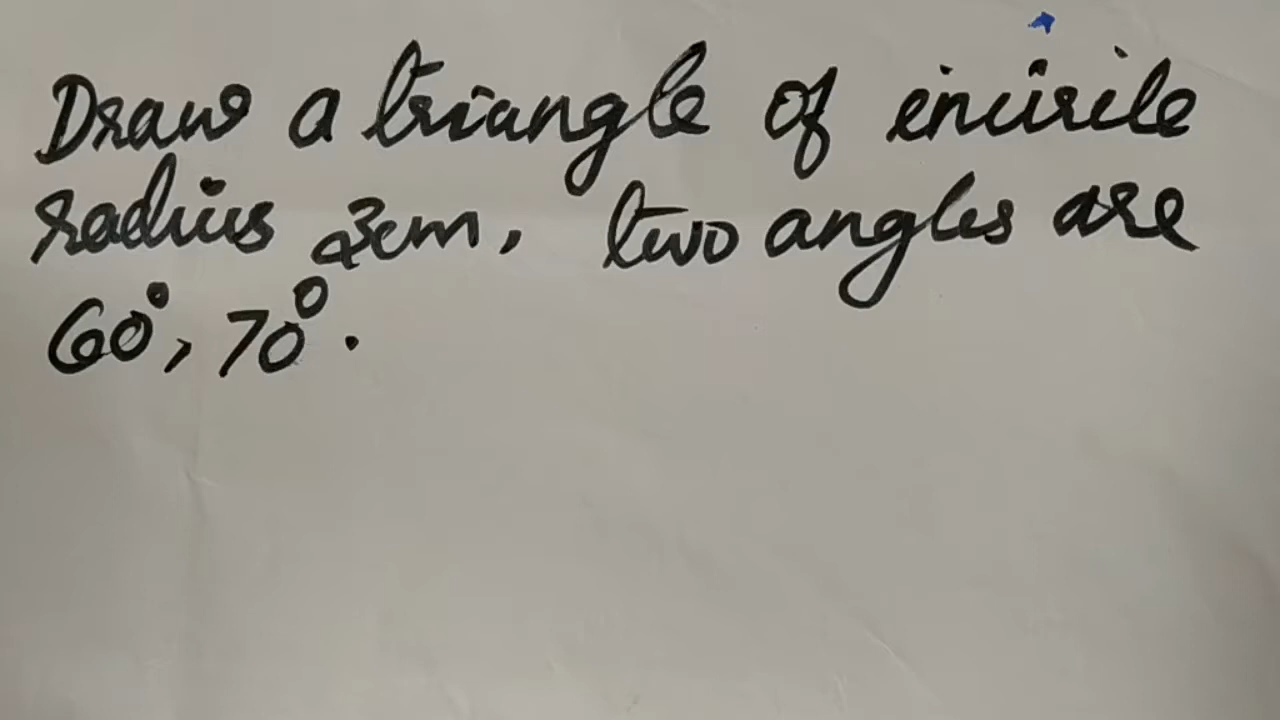 Draw a triangle of incircle
radius 3cm, two angles are
60°, 70°.